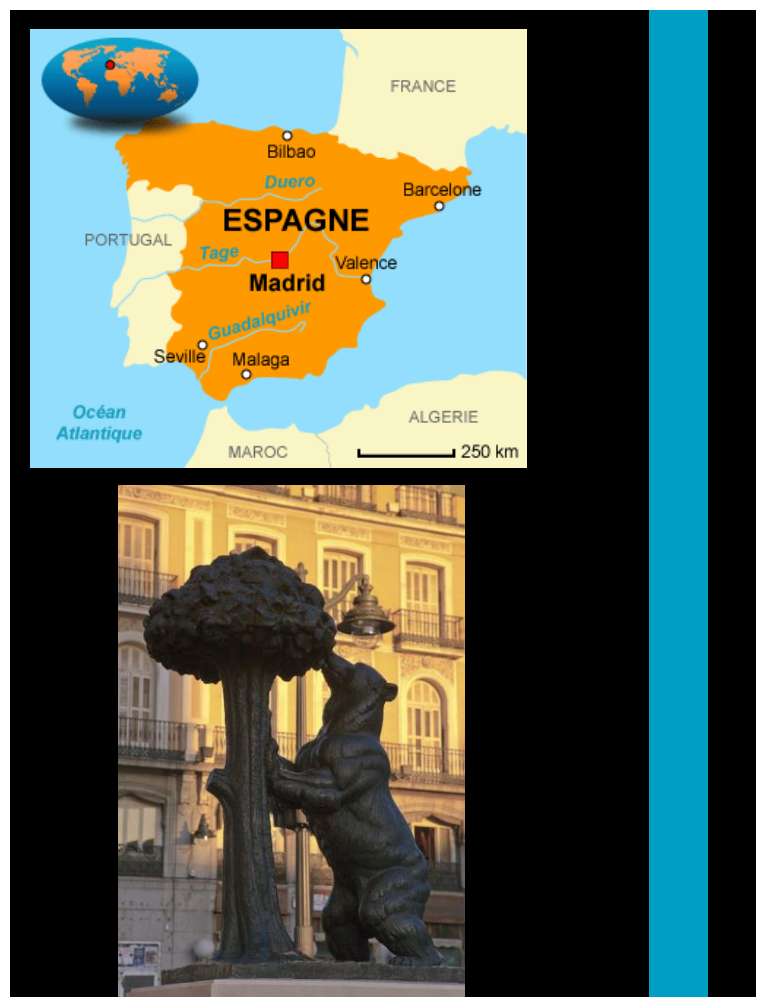 FRANCE
Bilbao
Duero
Barcelone
ESPAGNE
PORTUGAL
Tage
Valence
Madrid
Guadalquivir
Seville
Malaga
Océan
Atlantique
ALGERIE
MAROC
250 km